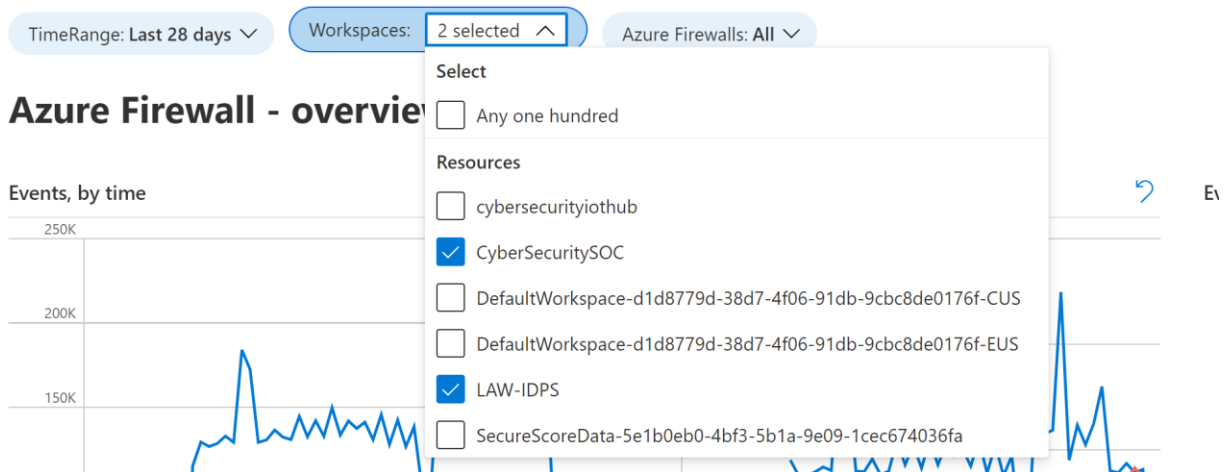 TimeRange: Last 28 days
Workspaces: 2 selected
Azure Firewalls: All
Select
Any one hundred
Azure Firewall - overvie
Resources
Events, by time
cybersecurityiothub
250K
CyberSecuritySOC
DefaultWorkspace-d1d8779d-38d7-4f06-91db-9cbc8de0176f-CUS
200K
DefaultWorkspace-d1d8779d-38d7-4f06-91db-9cbc8de0176f-EUS
LAW-IDPS
150K
SecureScoreData-5e1b0eb0-4bf3-5b1a-9e09-1cec674036fa